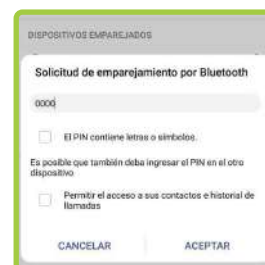 DISPOSITIVOS EMPAREJADOS
Solicitud de emparejamiento por Bluetooth
0000
El PIN contiene letras o símbolos.
Es posible que también deba ingresar el PIN en el otro
dispositivo
Permitir el acceso a sus contactos e historial de
llamadas
CANCELAR ACEPTAR